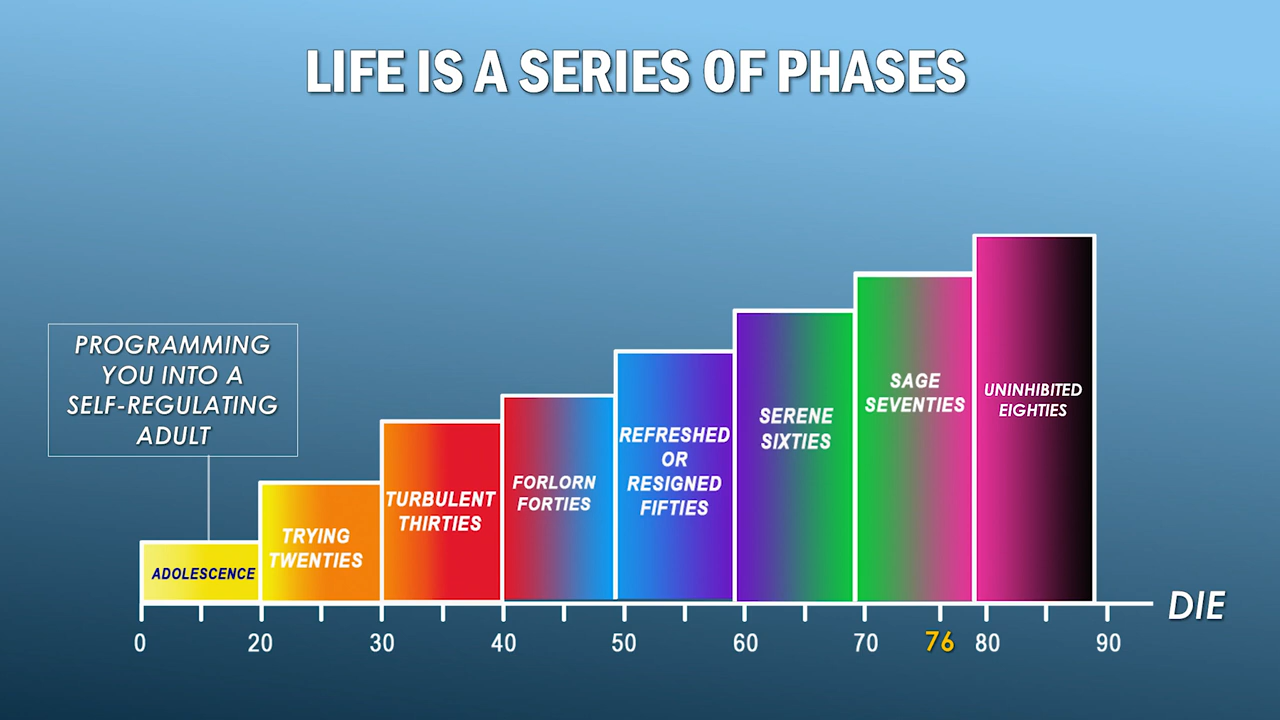 LIFE IS A SERIES OF PHASES
PROGRAMMING
YOU INTO A
SELF-REGULATING
ADULT
ADOLESCENCE
TRYING
TWENTIES
TURBULENT
THIRTIES
FORLORN
FORTIES
REFRESHED
OR
RESIGNED
FIFTIES
SERENE
SIXTIES
SAGE
SEVENTIES
UNINHIBITED
EIGHTIES
DIE
0 20 30 40 50 60 70 76 80 90